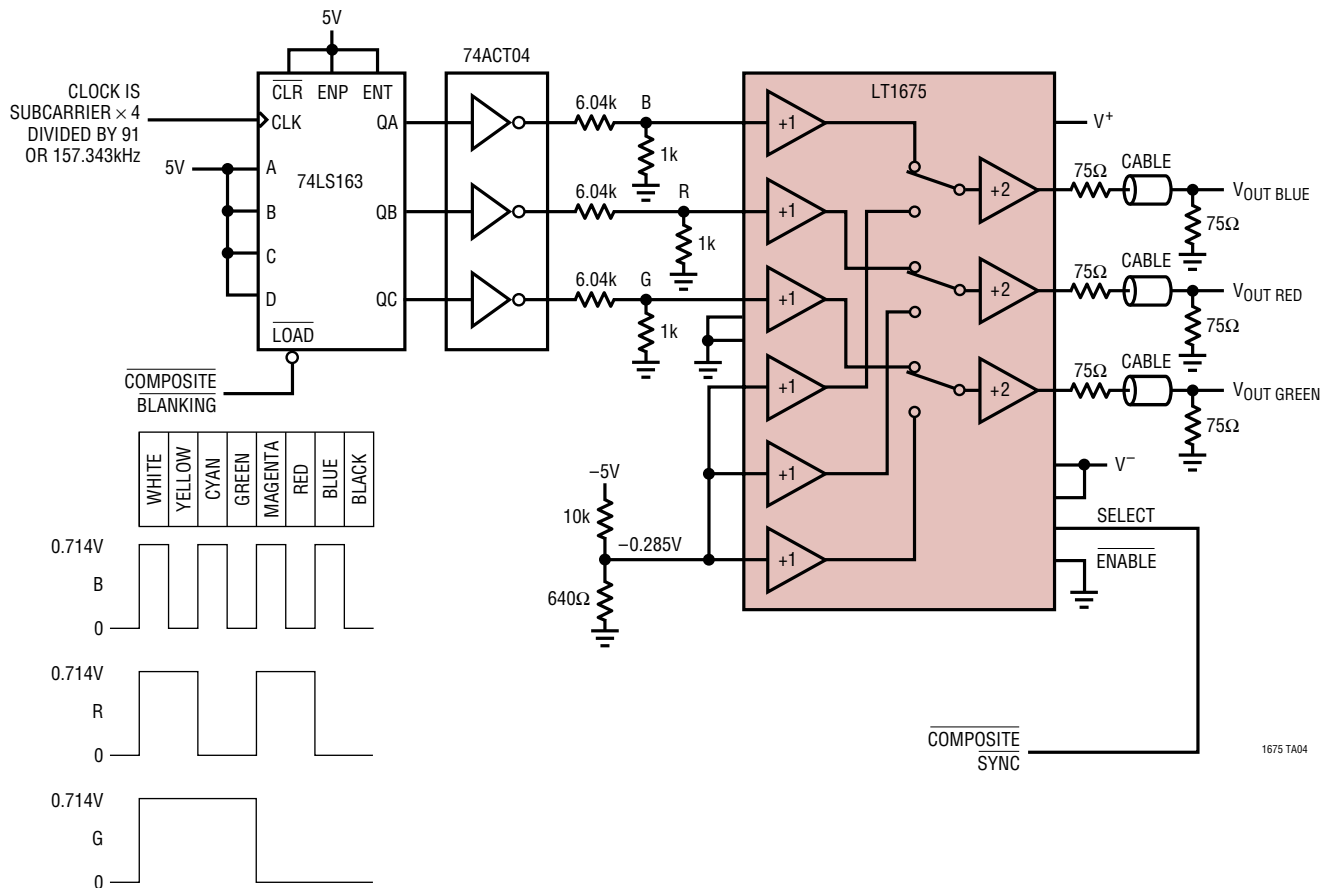 5V
74ACT04
CLOCK IS
SUBCARRIER × 4
DIVIDED BY 91
OR 157.343kHz
CLR ENP ENT
CLK
QA
5V
A
74LS163
B
QB
C
D
QC
LOAD
COMPOSITE
BLANKING
6.04k
B
1k
6.04k
R
1k
6.04k
G
1k
LT1675
+1
+1
+1
+1
+1
+1
+2
+2
+2
V+
75Ω
CABLE
VOUT BLUE
75Ω
75Ω
CABLE
VOUT RED
75Ω
75Ω
CABLE
VOUT GREEN
75Ω
V−
SELECT
ENABLE
−5V
10k
−0.285V
640Ω
COMPOSITE
SYNC
1675 TA04
WHITE
YELLOW
CYAN
GREEN
MAGENTA
RED
BLUE
BLACK
0.714V
B
0
0.714V
R
0
0.714V
G
0